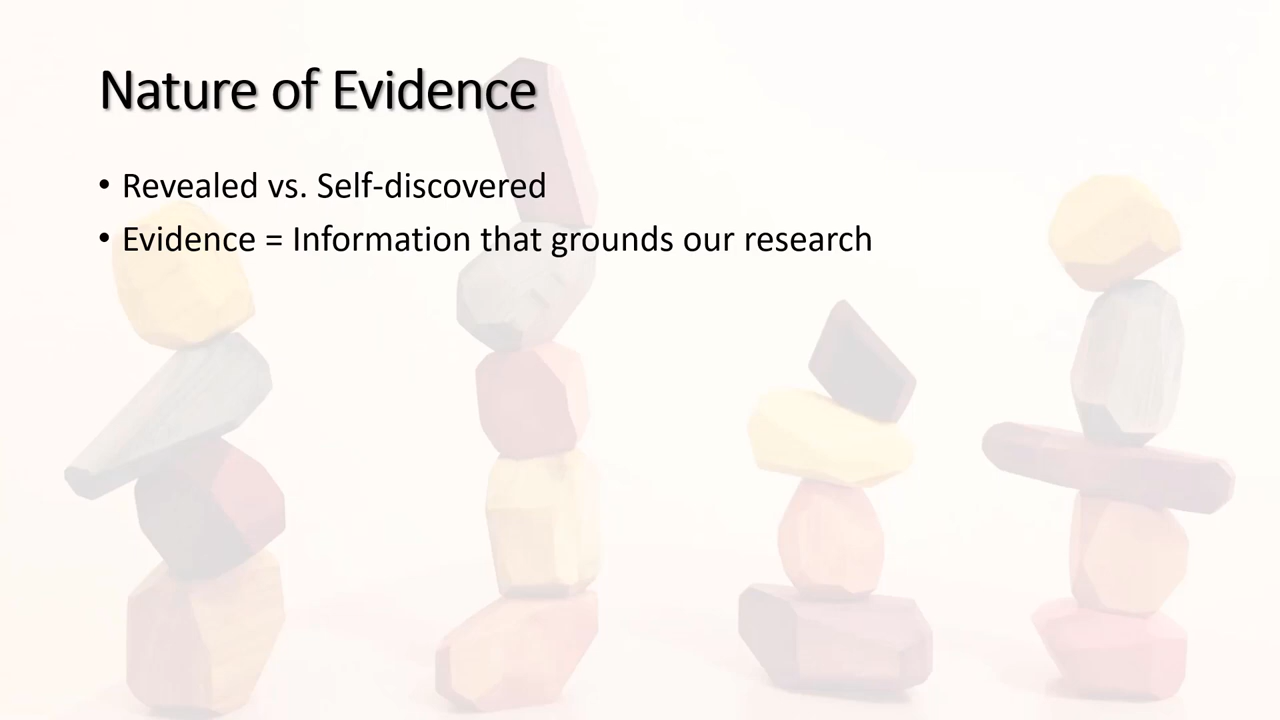 Nature of Evidence
• Revealed vs. Self-discovered
• Evidence = Information that grounds our research